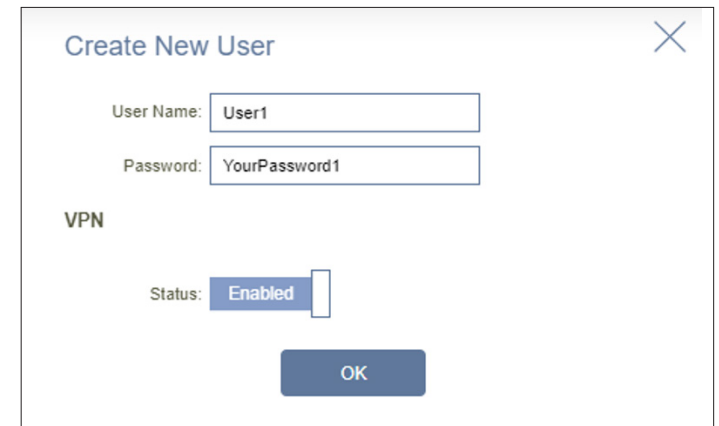 Create New User
User Name: User1
Password: YourPassword1
VPN
Status: Enabled
OK